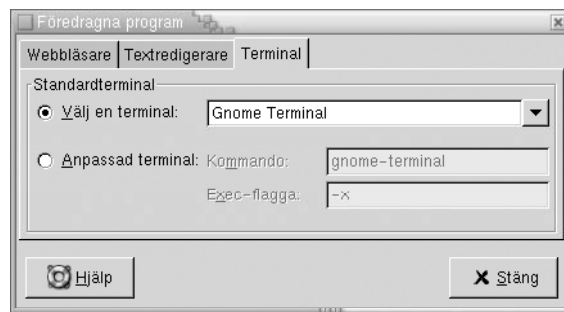 Föredragna program
Webbläsare Textredigerare Terminal
Standardterminal
Välj en terminal: Gnome Terminal
Anpassad terminal: Kommando: gnome-terminal
Exec-flagga: -x
Hjälp Stäng